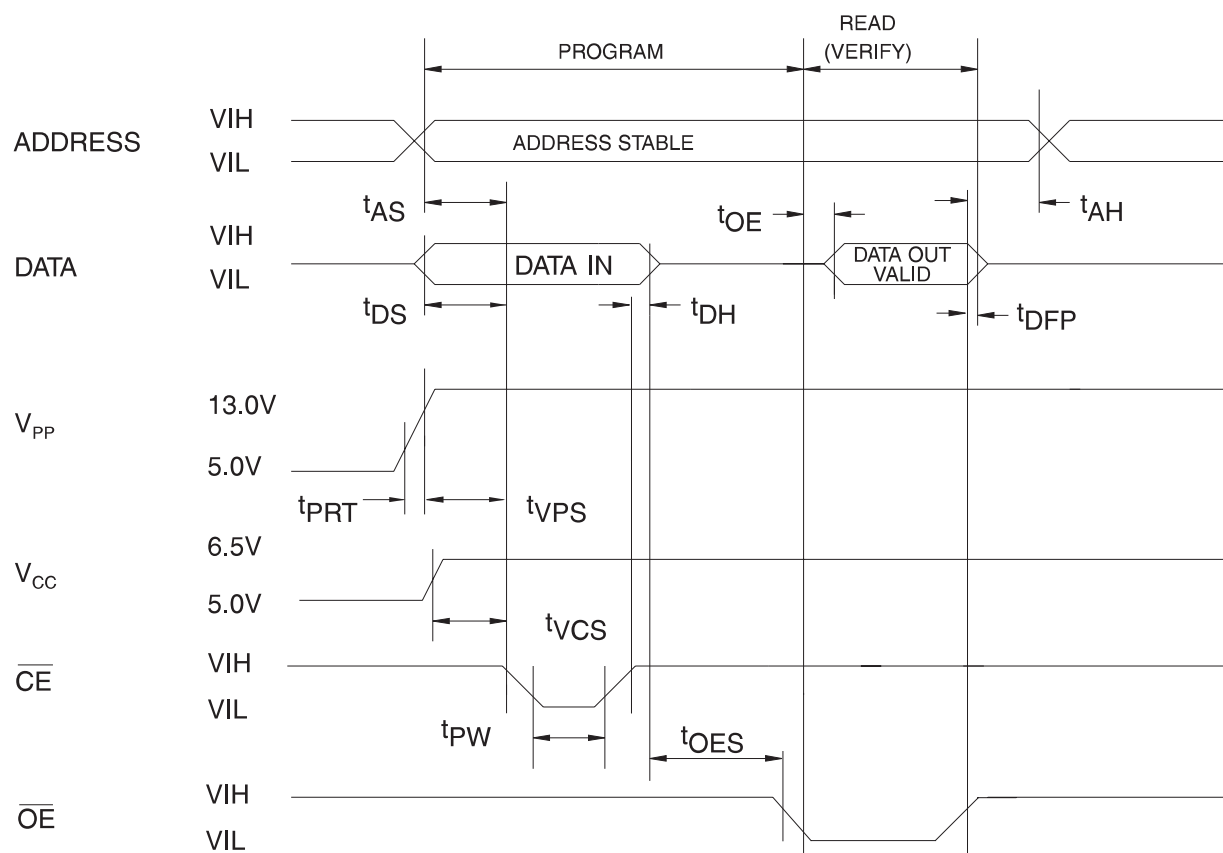 READ
PROGRAM (VERIFY)
ADDRESS VIH VIL ADDRESS STABLE
tAS tOE tAH
DATA VIH VIL DATA IN DATA OUT VALID
tDS tDH tDFP
VPP 13.0V 5.0V
tPRT tVPS
VCC 6.5V 5.0V
tVCS
CE VIH VIL
tPW tOES
OE VIH VIL